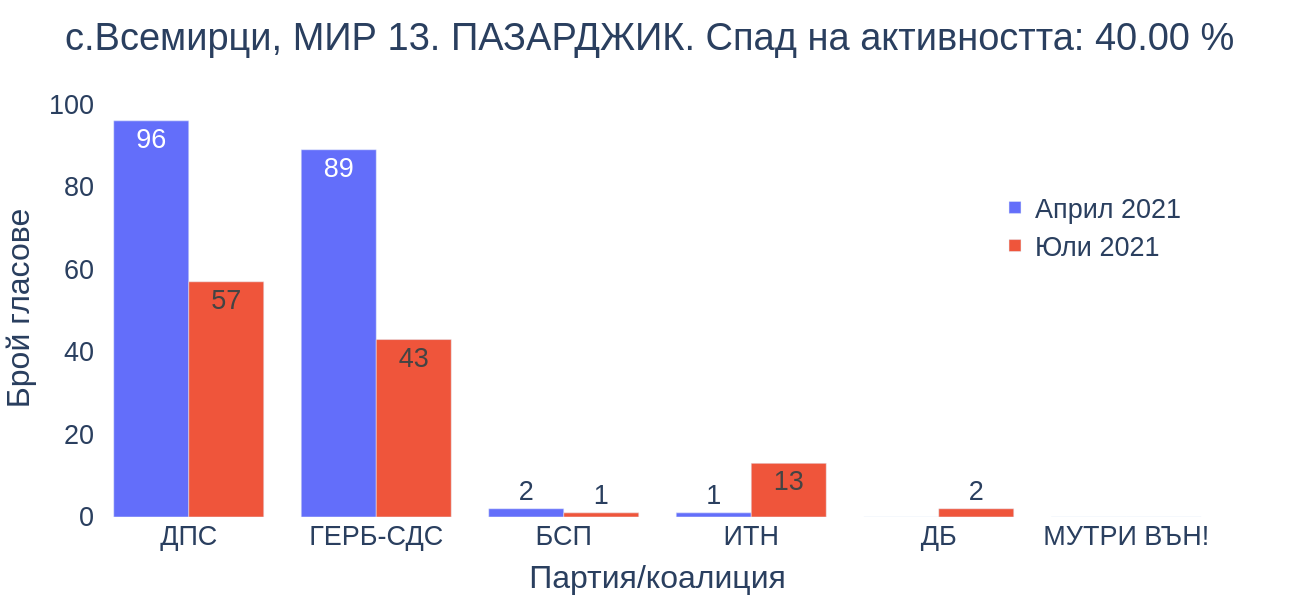 с.Всемирци, МИР 13. ПАЗАРДЖИК. Спад на активността: 40.00 %
Брой гласове
100
80
60
40
20
0
96
57
89
43
2
1
1
13
2
Април 2021
Юли 2021
ДПС
ГЕРБ-СДС
БСП
ИТН
ДБ
МУТРИ ВЪН!
Партия/коалиция